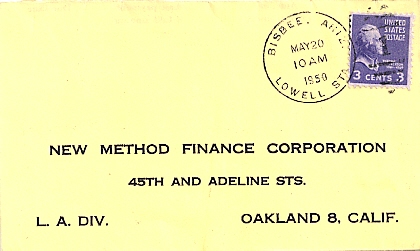 BISBEE, ARIZ.
MAY 20
10 AM
1950
LOWELL STA.
UNITED
STATES
POSTAGE
3 CENTS 3
NEW METHOD FINANCE CORPORATION
45TH AND ADELINE STS.
L. A. DIV. OAKLAND 8, CALIF.